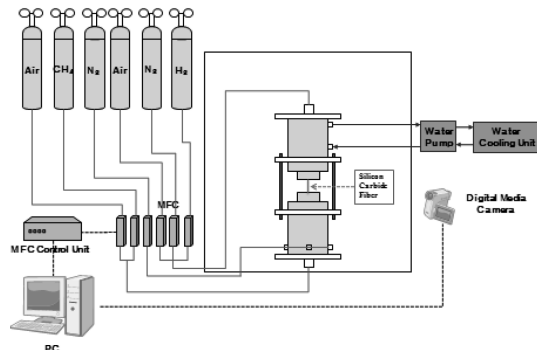 Air
CH4
N2
Air
N2
H2
Water
Pump
Water
Cooling Unit
Silicon
Carbide
Fiber
MFC
Digital Media
Camera
MFC Control Unit
PC